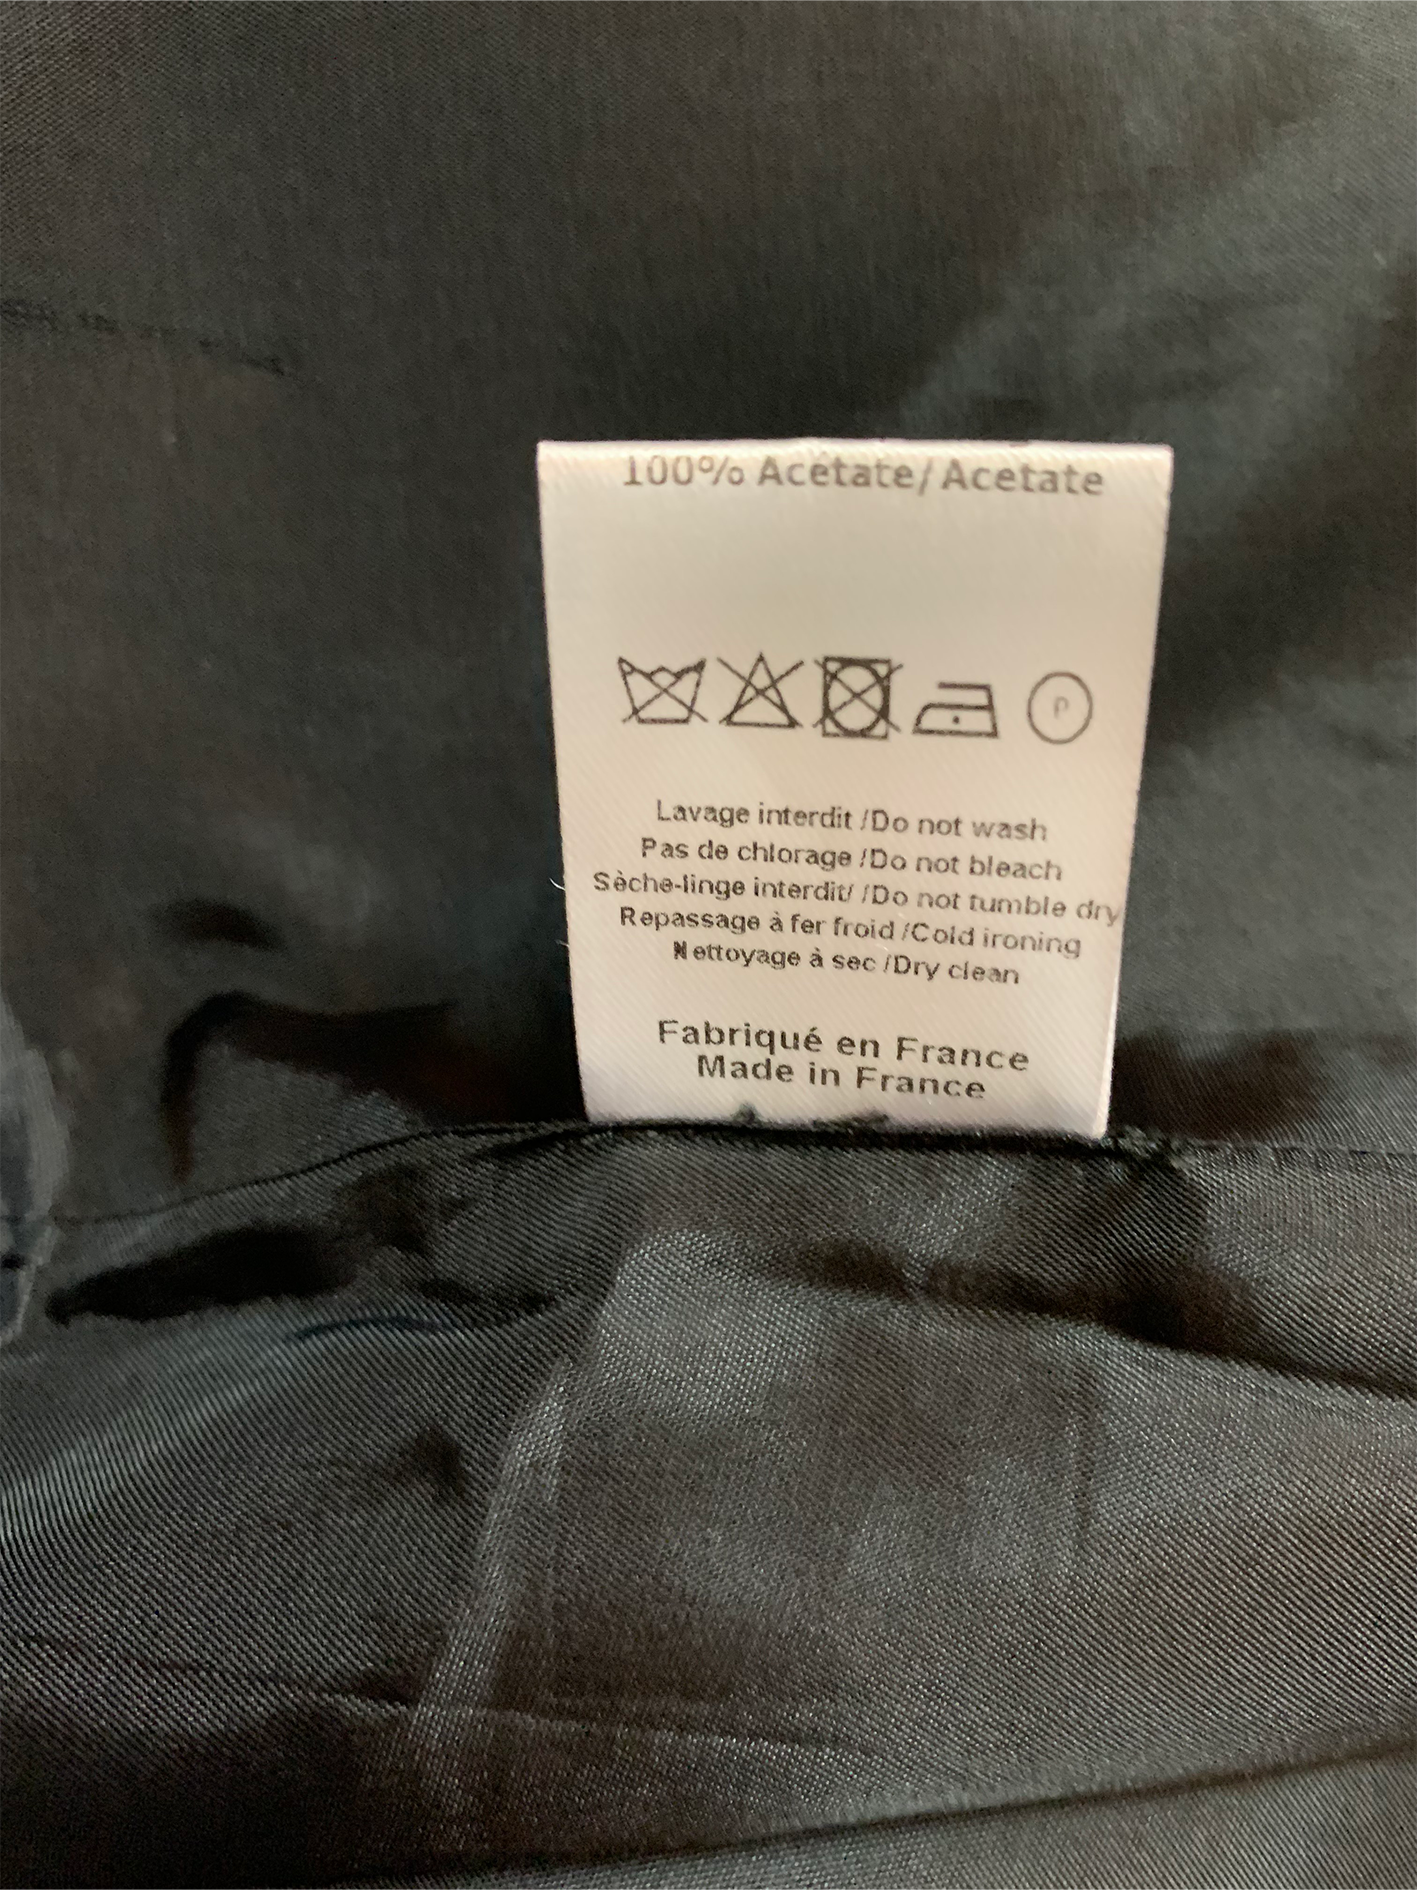 100% Acétate/Acetate
P
Lavage interdit /Do not wash
Pas de chlorage /Do not bleach
Sèche-linge interdit/ /Do not tumble dry
Repassage à fer froid /Cold ironing
Nettoyage à sec /Dry clean
Fabriqué en France
Made in France